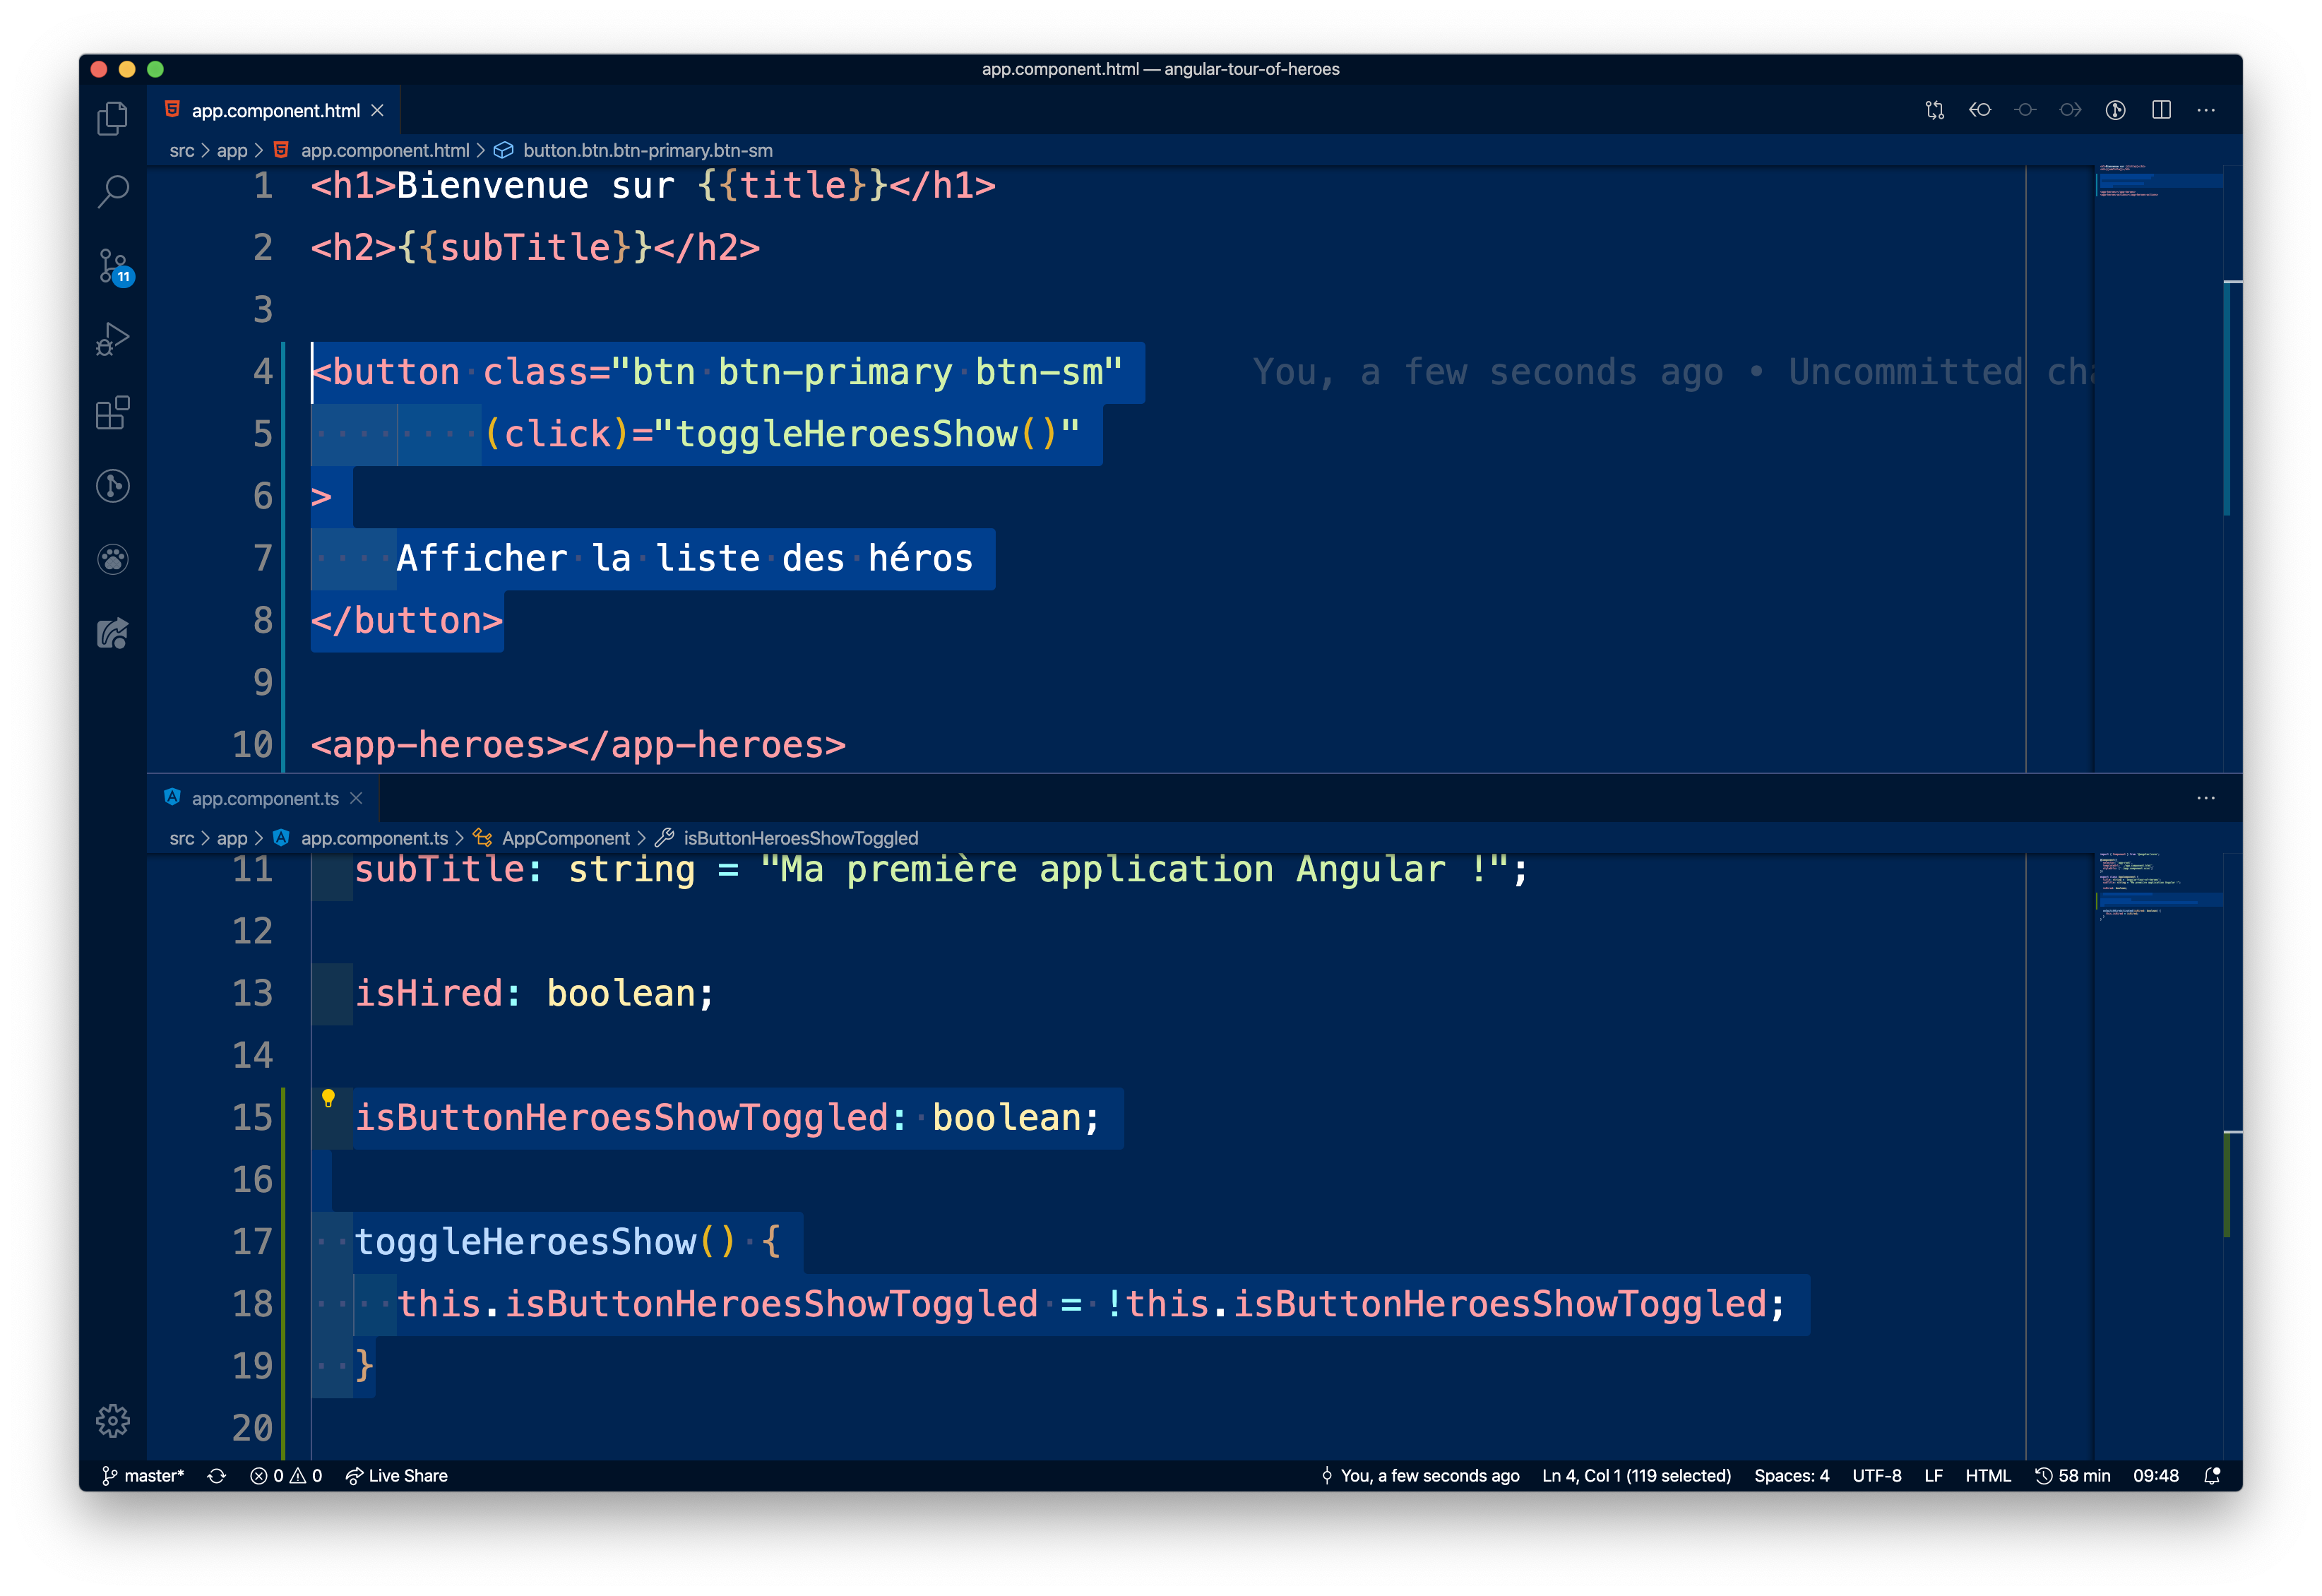 app.component.html — angular-tour-of-heroes
app.component.html
src > app > app.component.html > button.btn.btn-primary.btn-sm
1 <h1>Bienvenue sur {{title}}</h1>
2 <h2>{{subTitle}}</h2>
3
4 <button class="btn btn-primary btn-sm" You, a few seconds ago • Uncommitted cha
5 (click)="toggleHeroesShow()"
6 >
7 Afficher la liste des héros
8 </button>
9
10 <app-heroes></app-heroes>
11
app.component.ts
src > app > app.component.ts > AppComponent > isButtonHeroesShowToggled
11 subTitle: string = "Ma première application Angular !";
12
13 isHired: boolean;
14
15 isButtonHeroesShowToggled: boolean;
16
17 toggleHeroesShow() {
18 this.isButtonHeroesShowToggled = !this.isButtonHeroesShowToggled;
19 }
20
master* 0 0 Live Share You, a few seconds ago Ln 4, Col 1 (119 selected) Spaces: 4 UTF-8 LF HTML 58 min 09:48